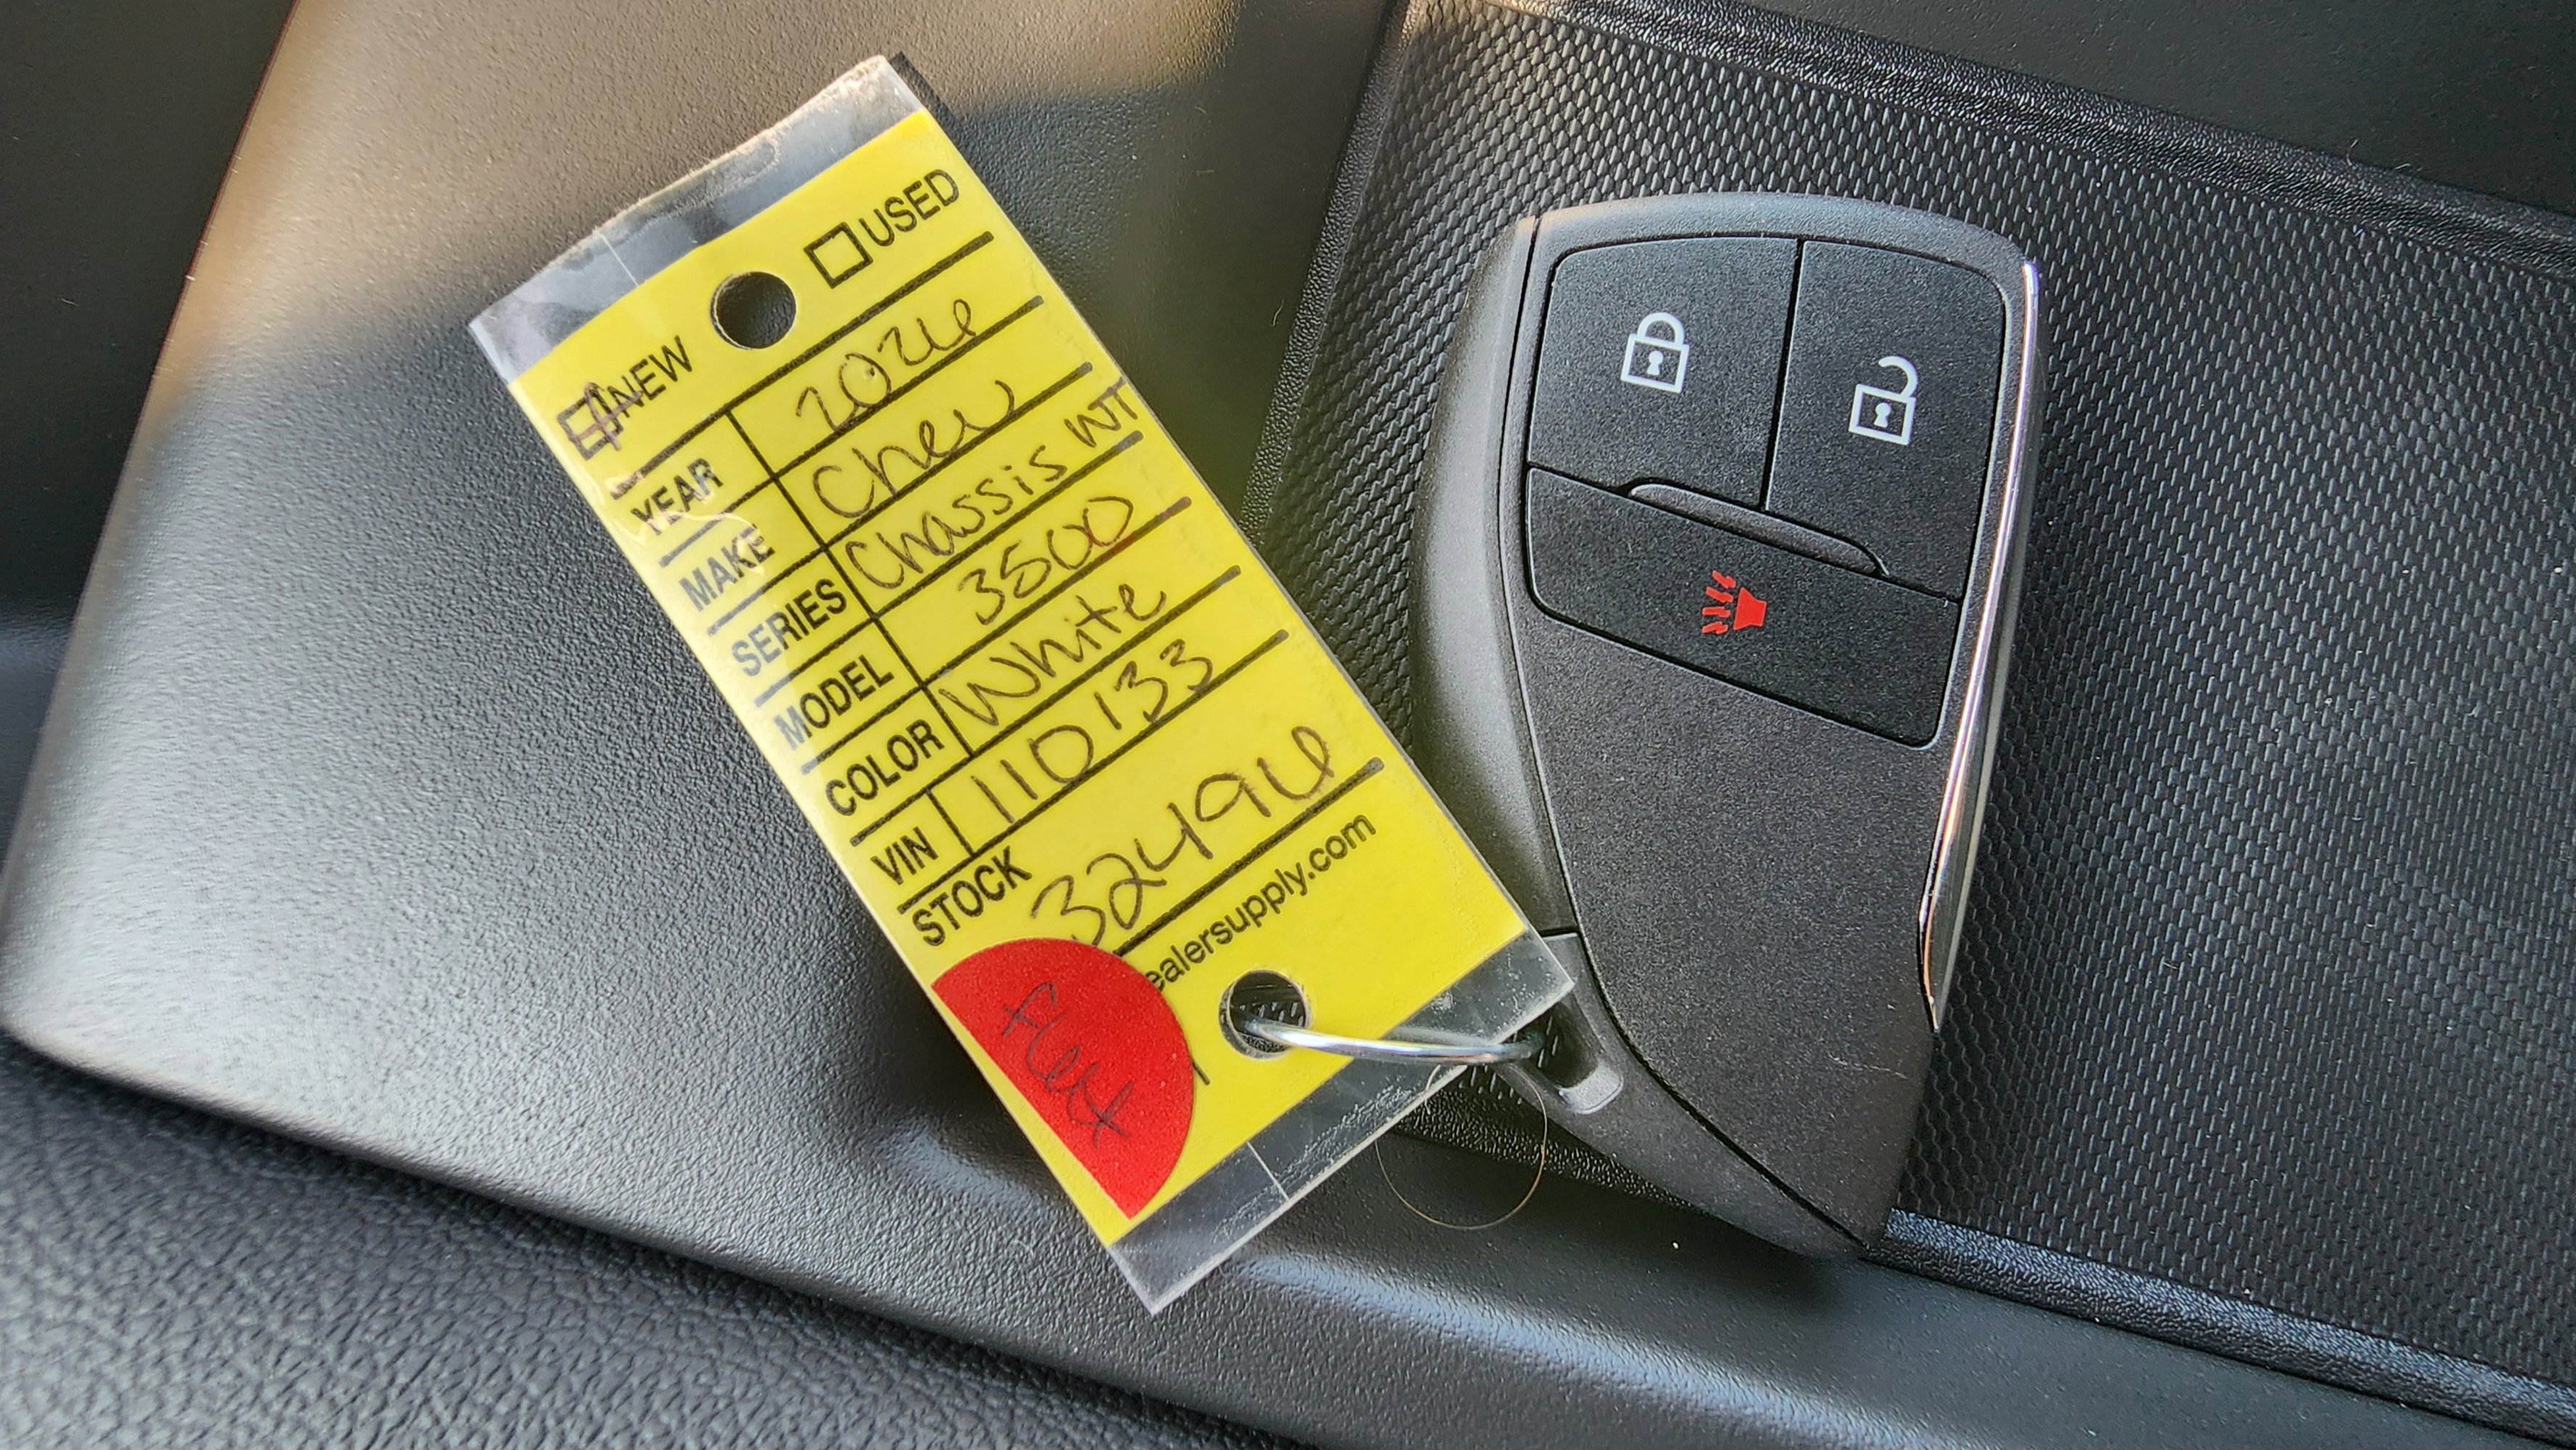 NEW USED
YEAR 2026
MAKE Chev
SERIES Chassis WT
MODEL 3500
COLOR White
VIN 110133
STOCK 32496
ealersupply.com
Fleet